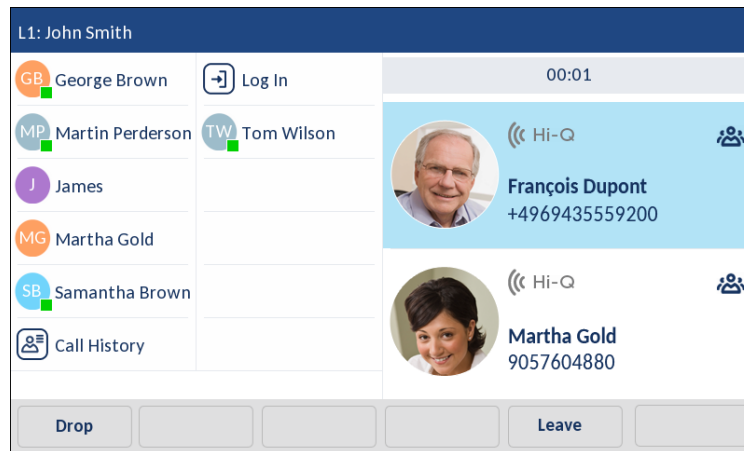 L1: John Smith
GB George Brown
MP Martin Perderson
J James
MG Martha Gold
SB Samantha Brown
Call History
Log In
TW Tom Wilson
00:01
Hi-Q
François Dupont
+4969435559200
Hi-Q
Martha Gold
9057604880
Drop
Leave